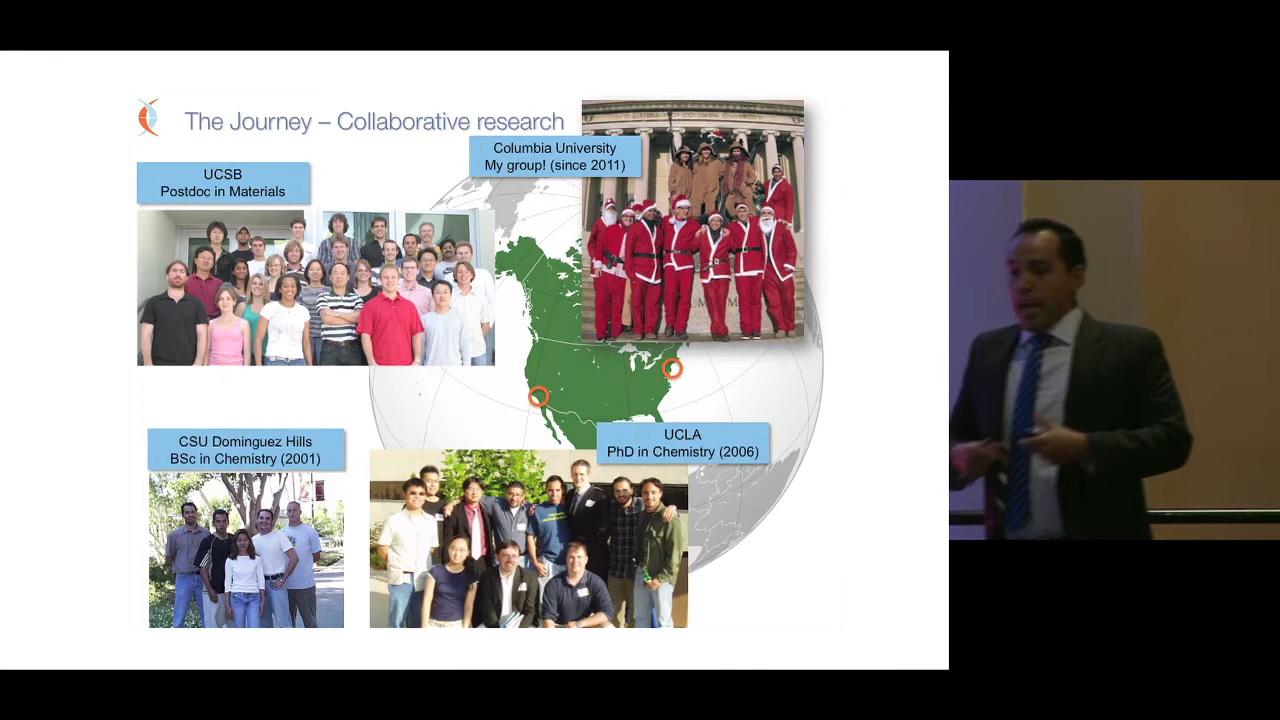 The Journey – Collaborative research
Columbia University
My group! (since 2011)
UCSB
Postdoc in Materials
CSU Dominguez Hills
BSc in Chemistry (2001)
UCLA
PhD in Chemistry (2006)